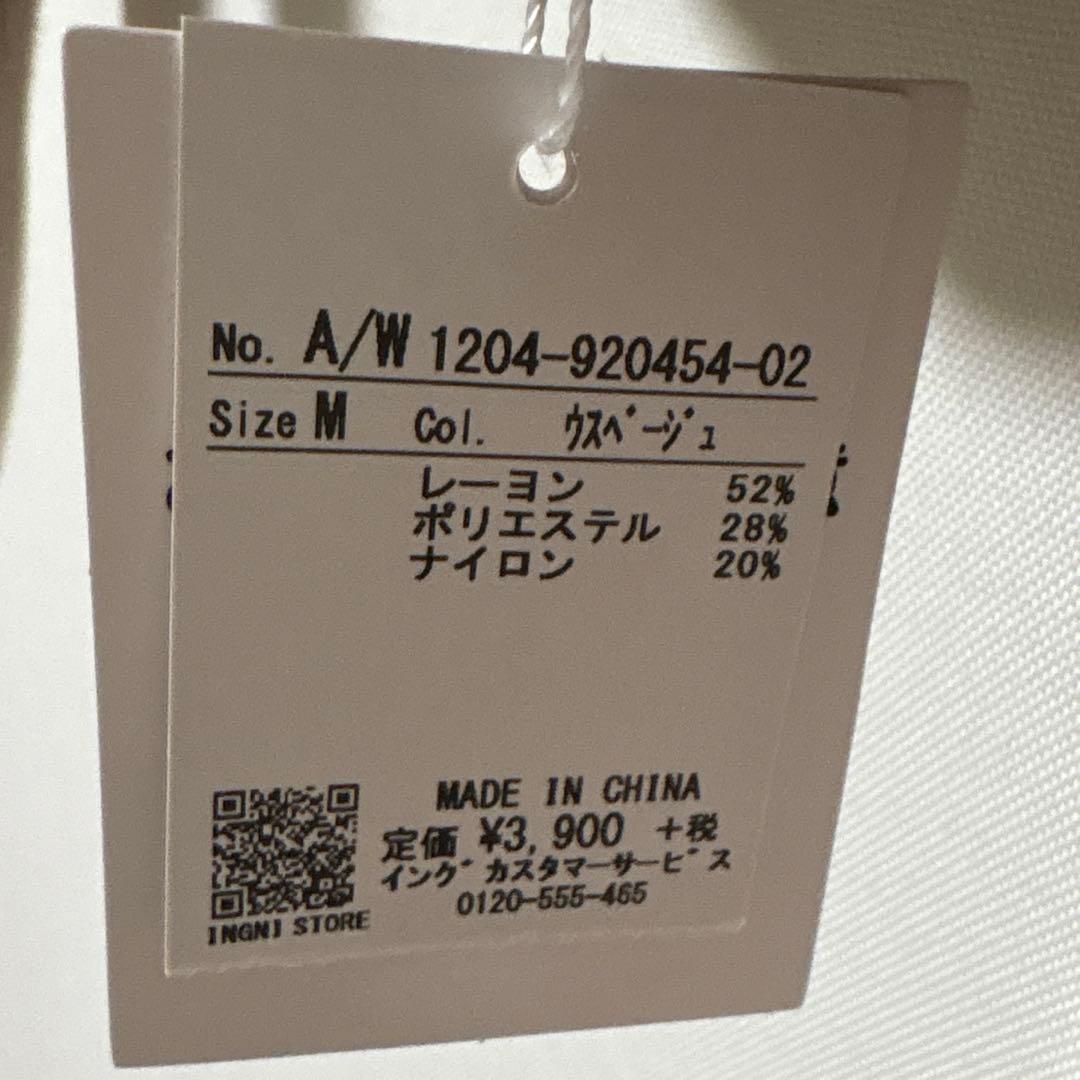 No. A/W 1204-920454-02
Size M Col. ｳｽﾍﾞｰｼﾞｭ
レーヨン 52%
ポリエステル 28%
ナイロン 20%
MADE IN CHINA
定価 ¥3,900 +税
イング カスタマーサービス
0120-555-465
INGNI STORE